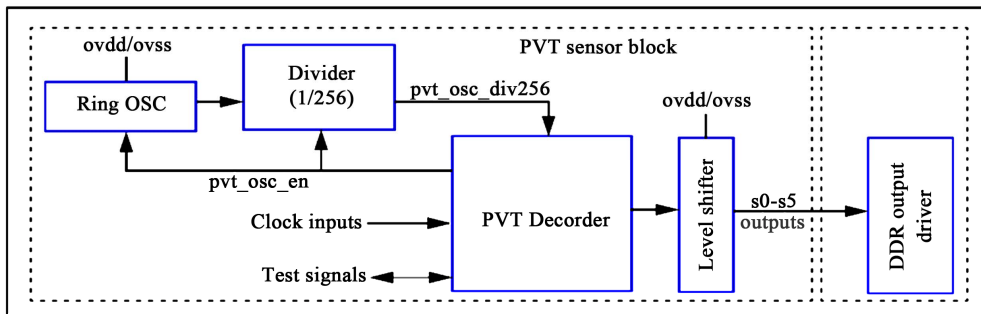 PVT sensor block
ovdd/ovss
Ring OSC
Divider
(1/256)
pvt_osc_div256
ovdd/ovss
pvt_osc_en
Clock inputs
Test signals
PVT Decorder
Level shifter
s0-s5
outputs
DDR output
driver